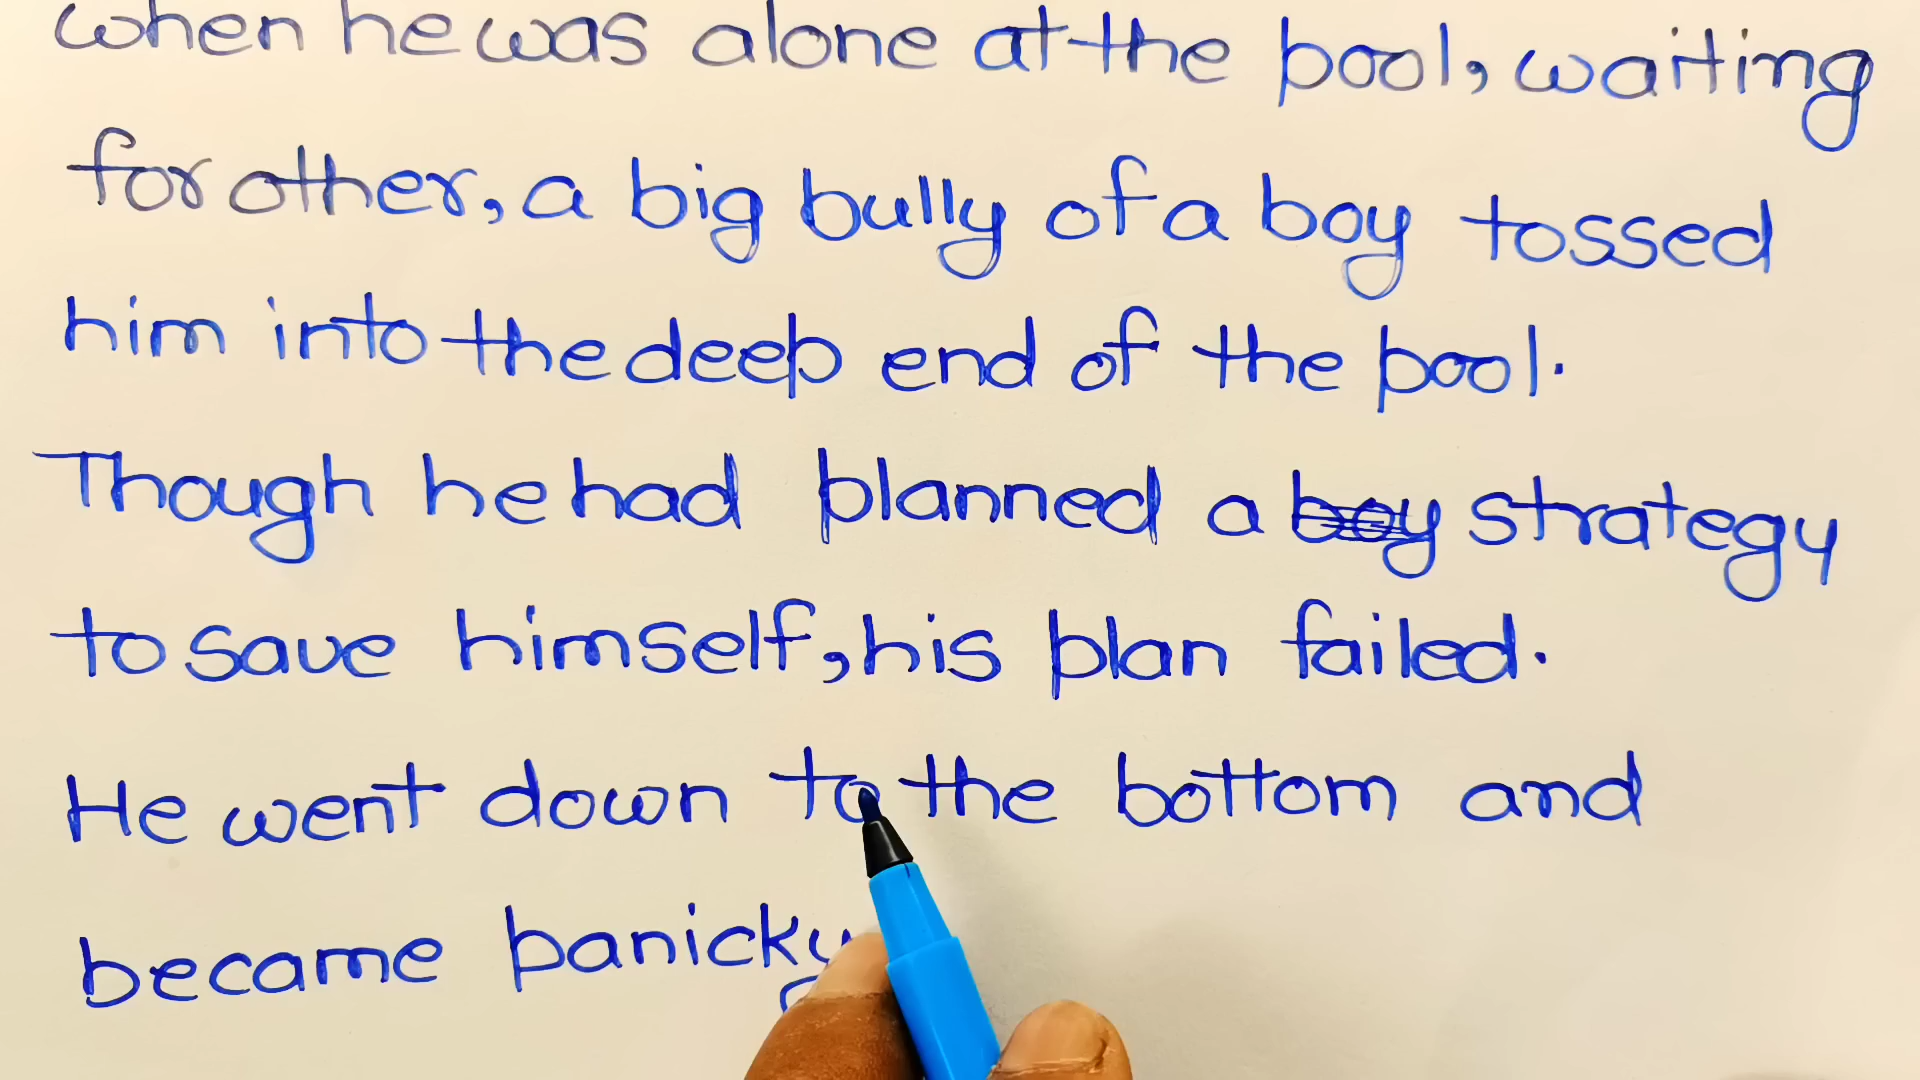 when he was alone at the pool, waiting
for other, a big bully of a boy tossed
him into the deep end of the pool.
Though he had planned a boy strategy
to save himself, his plan failed.
He went down to the bottom and
became panicky